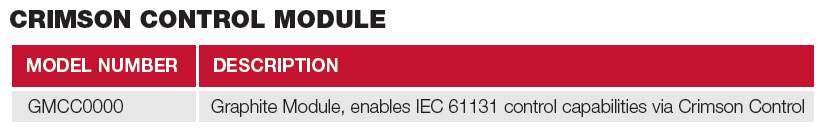 CRIMSON CONTROL MODULE
MODEL NUMBER DESCRIPTION
GMCC0000 Graphite Module, enables IEC 61131 control capabilities via Crimson Control